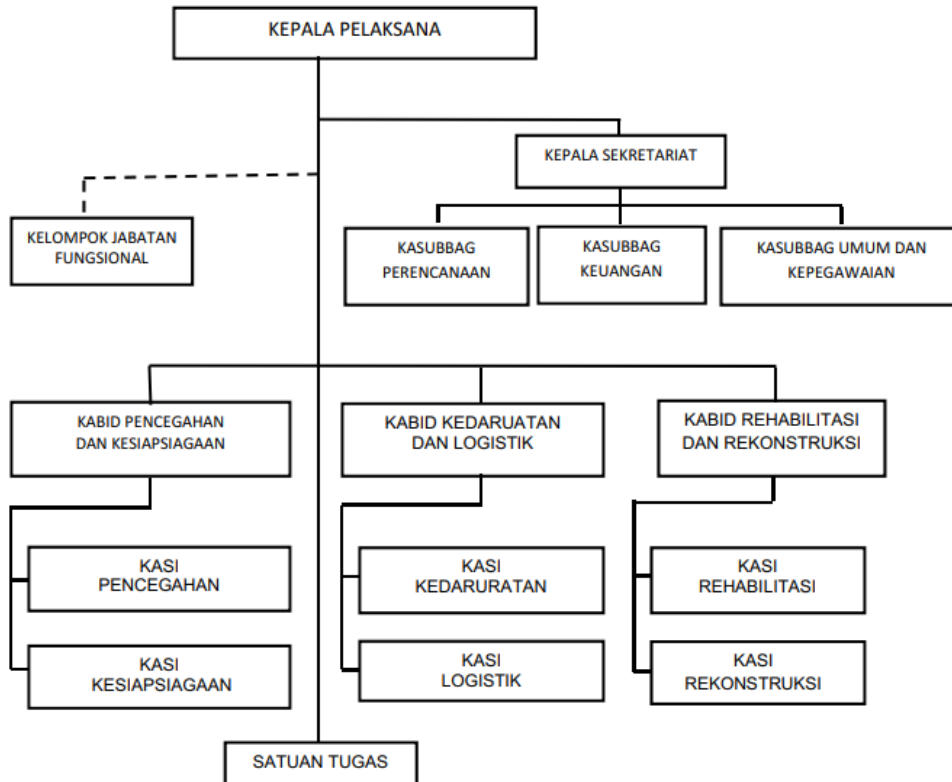 KEPALA PELAKSANA
KEPALA SEKRETARIAT
KELOMPOK JABATAN
FUNGSIONAL
KASUBBAG
PERENCANAAN
KASUBBAG
KEUANGAN
KASUBBAG UMUM DAN
KEPEGAWAIAN
KABID PENCEGAHAN
DAN KESIAPSIAGAAN
KABID KEDARUATAN
DAN LOGISTIK
KABID REHABILITASI
DAN REKONSTRUKSI
KASI
PENCEGAHAN
KASI
KEDARURATAN
KASI
REHABILITASI
KASI
KESIAPSIAGAAN
KASI
LOGISTIK
KASI
REKONSTRUKSI
SATUAN TUGAS